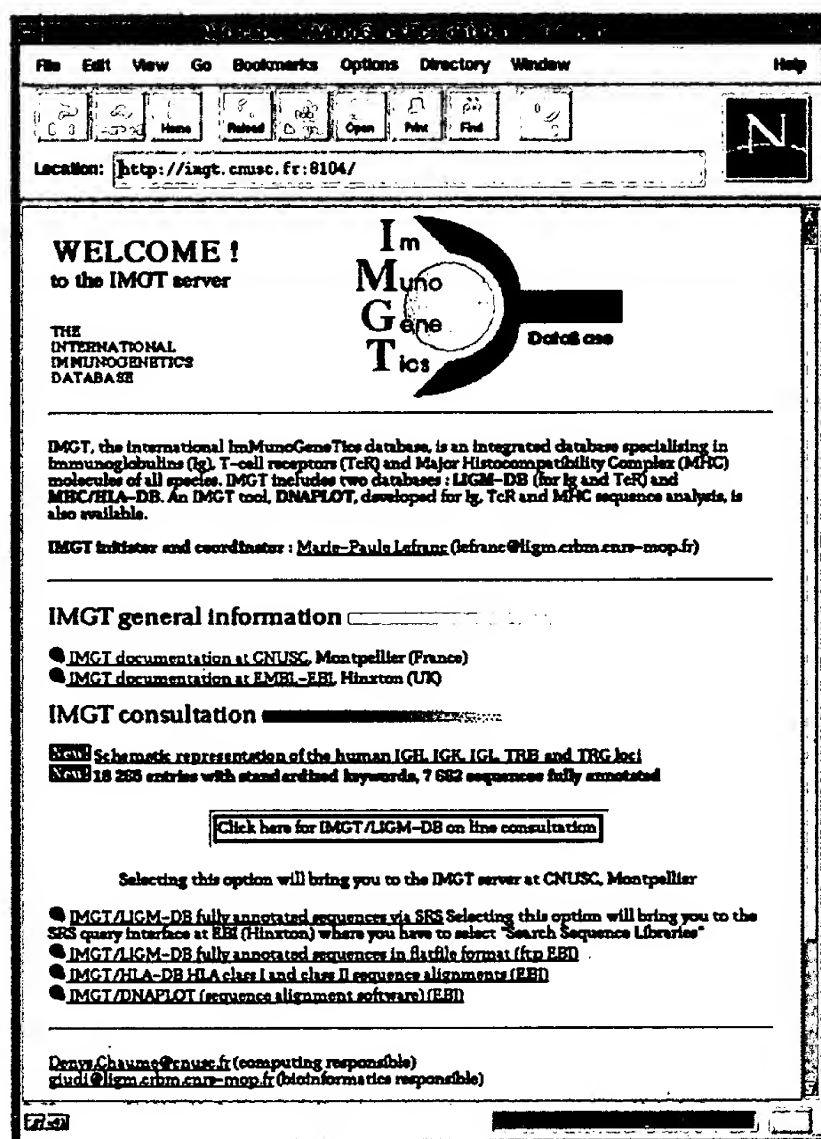 File Edit View Go Bookmarks Options Directory Window Help
Home Reload Open Print Find
N
Location: http://imgt.cnusc.fr:8104/
WELCOME !
to the IMGT server
THE
INTERNATIONAL
IMMUNOGENETICS
DATABASE
Im
Muno
Gene
Tics
DataBase
IMGT, the international ImMunoGeneTics database, is an integrated database specialising in
Immunoglobulins (Ig), T-cell receptors (TcR) and Major Histocompatibility Complex (MHC)
molecules of all species. IMGT includes two databases : LIGM-DB (for Ig and TcR) and
MHC/HLA-DB. An IMGT tool, DNAPLOT, developed for Ig, TcR and MHC sequence analysis, is
also available.
IMGT initiator and coordinator : Marie-Paule Lefranc (lefranc@ligm.crbm.cnrs-mop.fr)
IMGT general information
IMGT documentation at CNUSC, Montpellier (France)
IMGT documentation at EMBL-EBI, Hinxton (UK)
IMGT consultation
New! Schematic representation of the human IGH, IGK, IGL, TRB and TRG loci
New! 18 285 entries with standardized keywords, 7 682 sequences fully annotated
Click here for IMGT/LIGM-DB on line consultation
Selecting this option will bring you to the IMGT server at CNUSC, Montpellier
IMGT/LIGM-DB fully annotated sequences via SRS Selecting this option will bring you to the
SRS query interface at EBI (Hinxton) where you have to select "Search Sequence Libraries"
IMGT/LIGM-DB fully annotated sequences in flatfile format (ftp EBI)
IMGT/HLA-DB HLA class I and class II sequence alignments (EBI)
IMGT/DNAPLOT (sequence alignment software) (EBI)
Denys.Chaume@cnusc.fr (computing responsible)
giudi@ligm.crbm.cnrs-mop.fr (bioinformatics responsible)